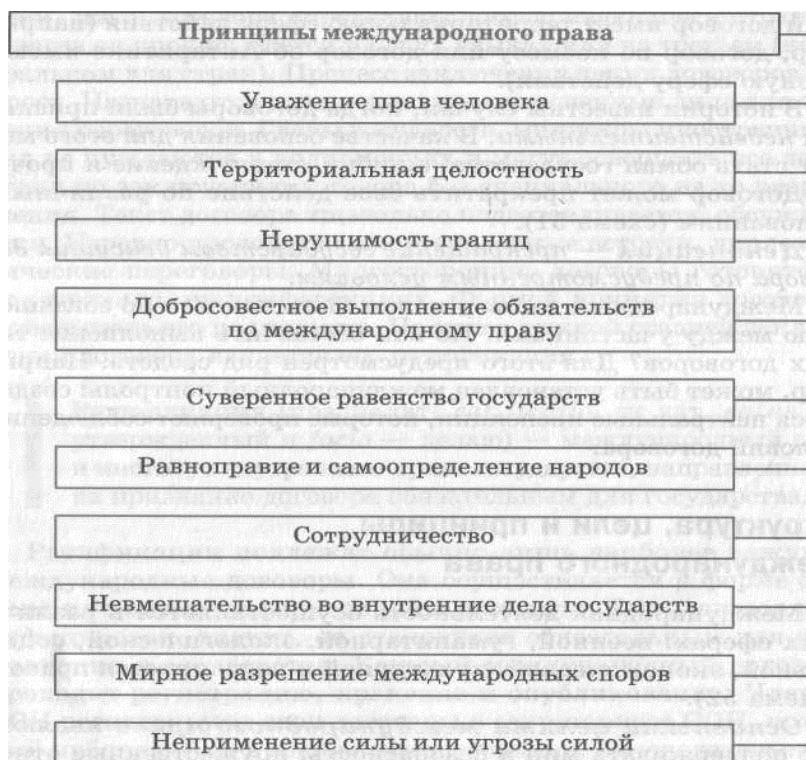 Принципы международного права
Уважение прав человека
Территориальная целостность
Нерушимость границ
Добросовестное выполнение обязательств
по международному праву
Суверенное равенство государств
Равноправие и самоопределение народов
Сотрудничество
Невмешательство во внутренние дела государств
Мирное разрешение международных споров
Неприменение силы или угрозы силой